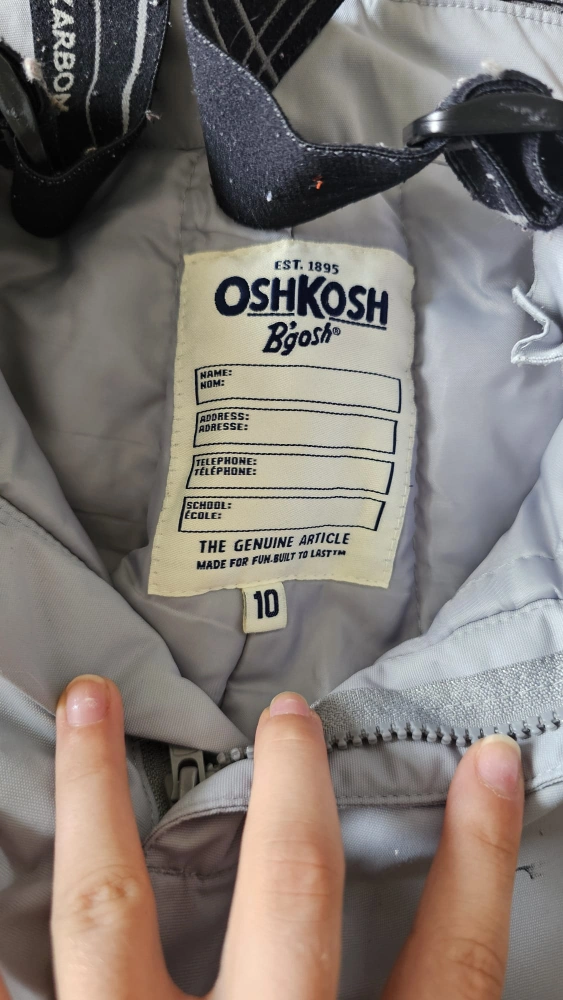 KARBON
EST. 1895
OSHKOSH
B'gosh®
NAME:
NOM:
ADDRESS:
ADRESSE:
TELEPHONE:
TÉLÉPHONE:
SCHOOL:
ÉCOLE:
THE GENUINE ARTICLE
MADE FOR FUN. BUILT TO LAST™
10